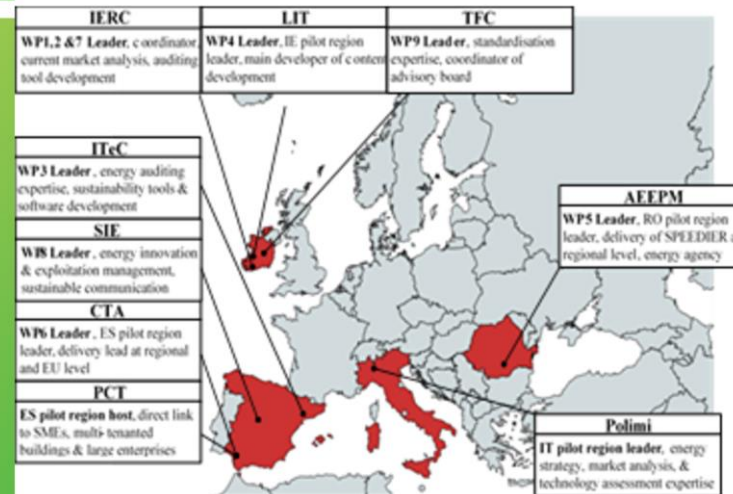 IERC
WP1,2 &7 Leader, coordinator,
current market analysis, auditing
tool development
LIT
WP4 Leader, IE pilot region
leader, main developer of content
development
TFC
WP9 Leader, standardisation
expertise, coordinator of
advisory board
ITeC
WP3 Leader, energy auditing
expertise, sustainability tools &
software development
SIE
WP8 Leader, energy innovation
& exploitation management,
sustainable communication
CTA
WP6 Leader, ES pilot region
leader, delivery lead at regional
and EU level
PCT
ES pilot region host, direct link
to SMEs, multi-tenanted
buildings & large enterprises
AEEPM
WP5 Leader, RO pilot region
leader, delivery of SPEEDIER a
regional level, energy agency
Polimi
IT pilot region leader, energy
strategy, market analysis, &
technology assessment expertise